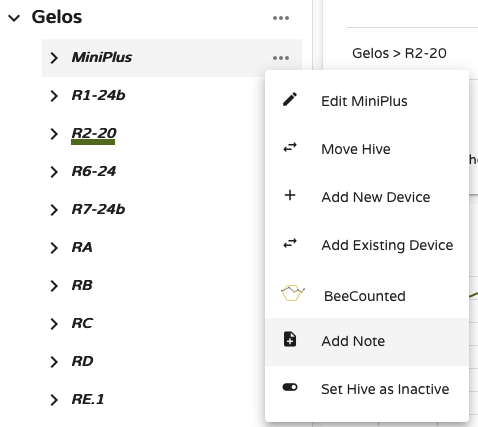 Gelos
MiniPlus
R1-24b
R2-20
R6-24
R7-24b
RA
RB
RC
RD
RE.1
Gelos > R2-20
Edit MiniPlus
Move Hive
Add New Device
Add Existing Device
BeeCounted
Add Note
Set Hive as Inactive